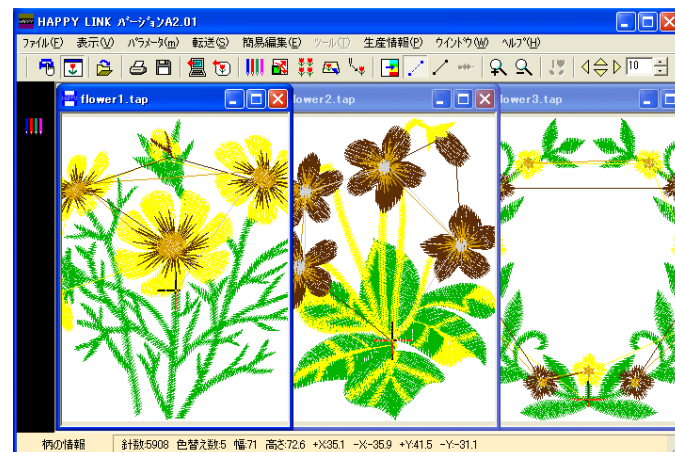 HAPPY LINK バージョンA2.01
ファイル(F) 表示(V) パラメータ(m) 転送(S) 簡易編集(E) ツール(T) 生産情報(P) ウインドウ(W) ヘルプ(H)
10
flower1.tap
lower2.tap
flower3.tap
柄の情報 針数:5908 色替え数:5 幅:71 高さ:72.6 +X:35.1 -X:-35.9 +Y:41.5 -Y:-31.1